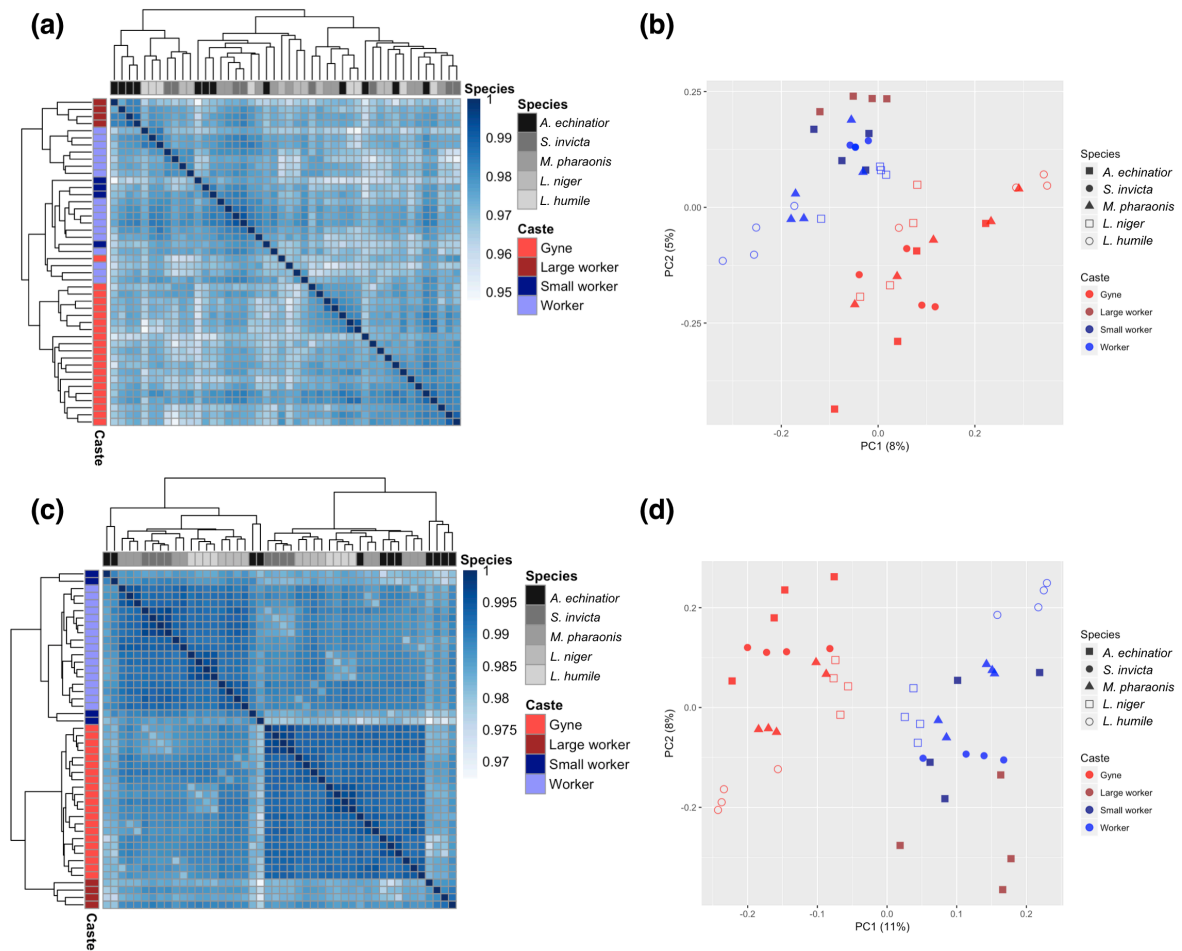 (a)
Species
1
0.99
0.98
0.97
0.96
0.95
Species
A. echinatior
S. invicta
M. pharaonis
L. niger
L. humile
Caste
Gyne
Large worker
Small worker
Worker
Caste
(b)
0.25
0.00
-0.25
PC2 (5%)
-0.2
0.0
0.2
PC1 (8%)
Species
A. echinatior
S. invicta
M. pharaonis
L. niger
L. humile
Caste
Gyne
Large worker
Small worker
Worker
(c)
Species
1
0.995
0.99
0.985
0.98
0.975
0.97
Species
A. echinatior
S. invicta
M. pharaonis
L. niger
L. humile
Caste
Gyne
Large worker
Small worker
Worker
Caste
(d)
0.2
0.0
-0.2
PC2 (8%)
-0.2
-0.1
0.0
0.1
0.2
PC1 (11%)
Species
A. echinatior
S. invicta
M. pharaonis
L. niger
L. humile
Caste
Gyne
Large worker
Small worker
Worker